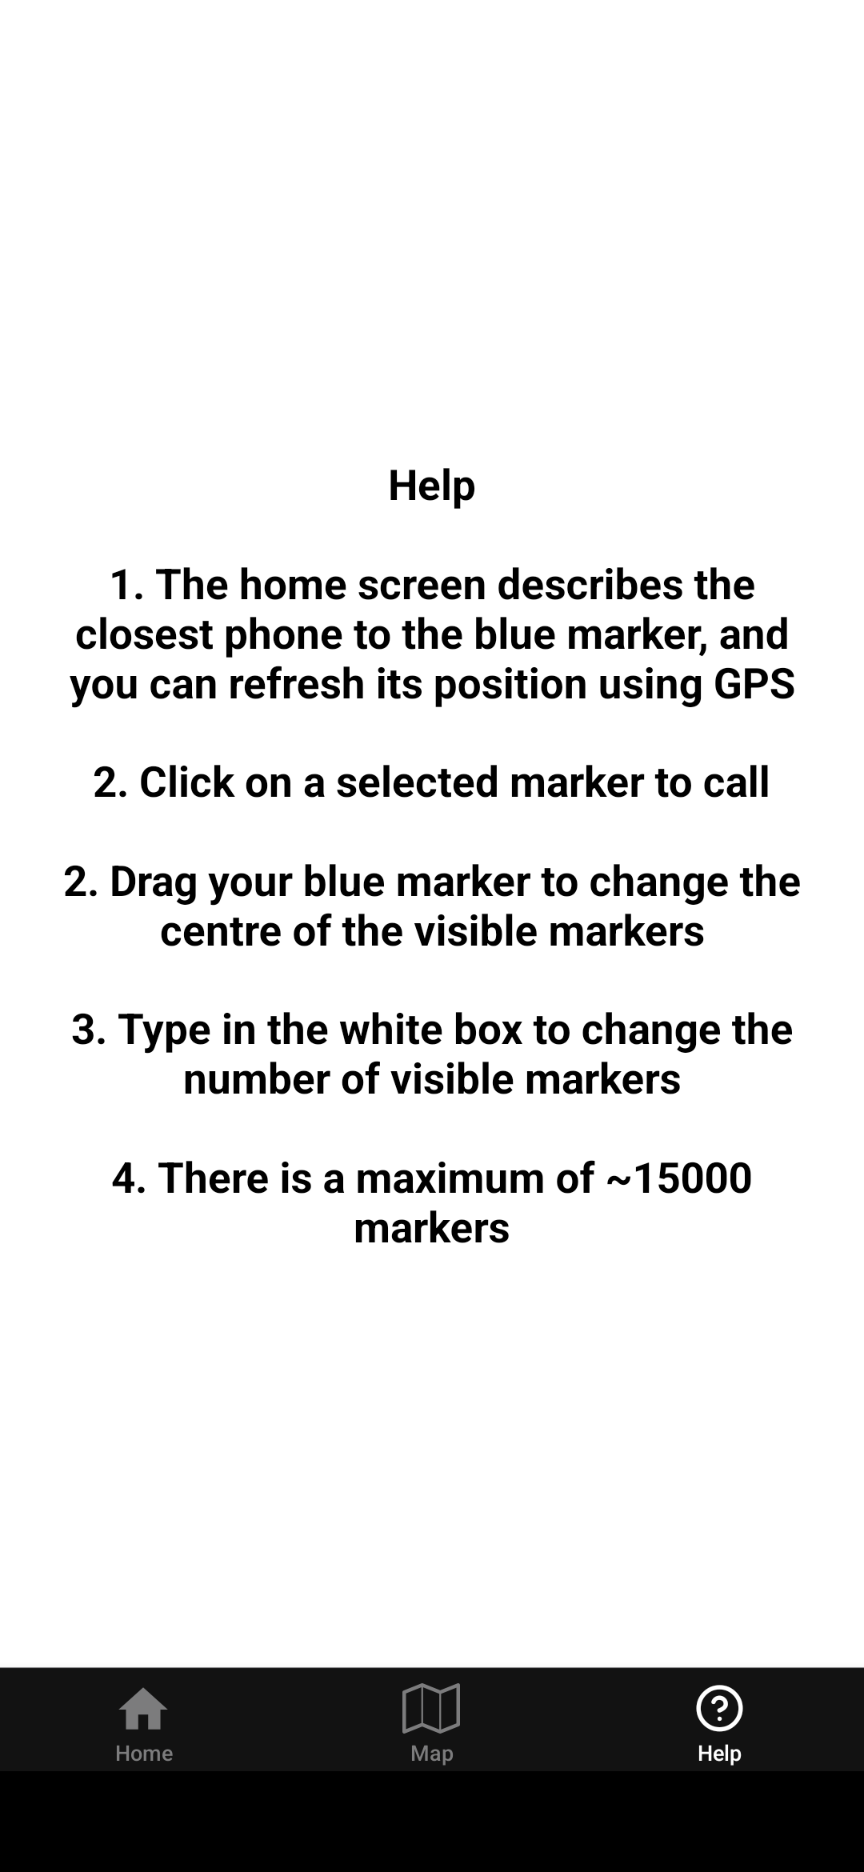 Help
1. The home screen describes the
closest phone to the blue marker, and
you can refresh its position using GPS
2. Click on a selected marker to call
2. Drag your blue marker to change the
centre of the visible markers
3. Type in the white box to change the
number of visible markers
4. There is a maximum of ~15000
markers
Home
Map
Help